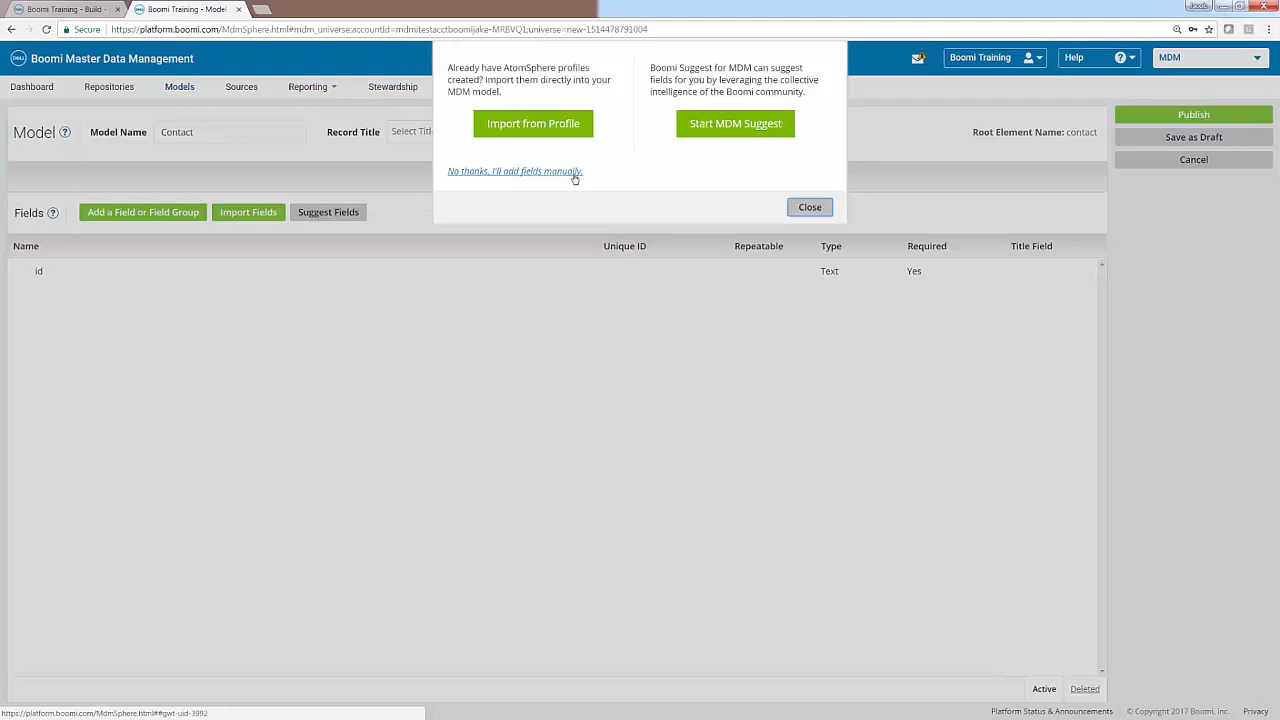 Boomi Training - Build -
Boomi Training - Model
Jacob
Secure https://platform.boomi.com/MdmSphere.html#mdm_universe;accountId=mdmitestacctboomijake-MRBVQ1;universe=new-1514478791004
DELL Boomi Master Data Management
Boomi Training
Help
MDM
Dashboard Repositories Models Sources Reporting Stewardship
Already have AtomSphere profiles
created? Import them directly into your
MDM model.
Import from Profile
Boomi Suggest for MDM can suggest
fields for you by leveraging the collective
intelligence of the Boomi community.
Start MDM Suggest
No thanks, I'll add fields manually.
Close
Model ? Model Name Contact Record Title Select Titl
Root Element Name: contact
Publish
Save as Draft
Cancel
Fields ? Add a Field or Field Group Import Fields Suggest Fields
Name Unique ID Repeatable Type Required Title Field
id Text Yes
Active Deleted
https://platform.boomi.com/MdmSphere.html##gwt-uid-3992
Platform Status & Announcements © Copyright 2017 Boomi, Inc. Privacy